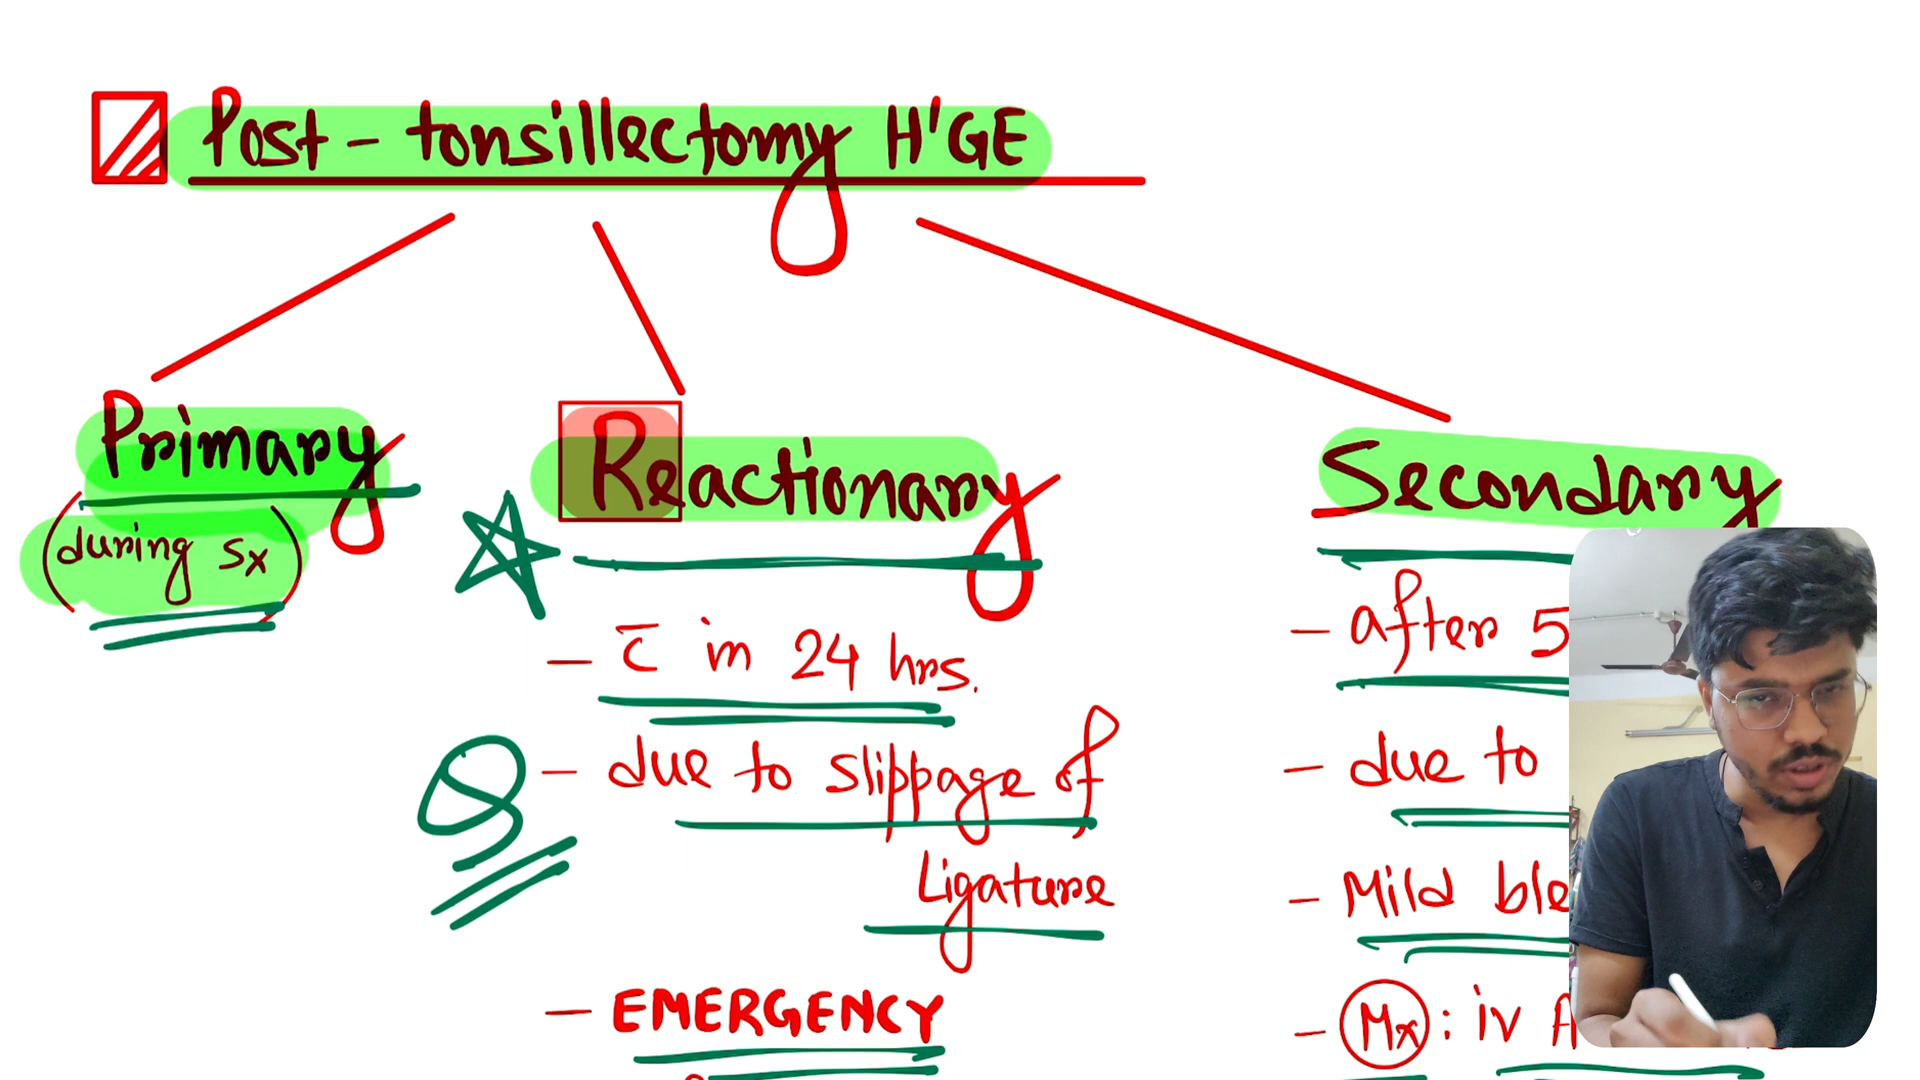 Post - tonsillectomy H'GE
Primary
(during Sx)
Reactionary
- c̄ in 24 hrs.
- due to slippage of
Ligature
- EMERGENCY
Secondary
- after 5
- due to
- Mild
- Mx : iv